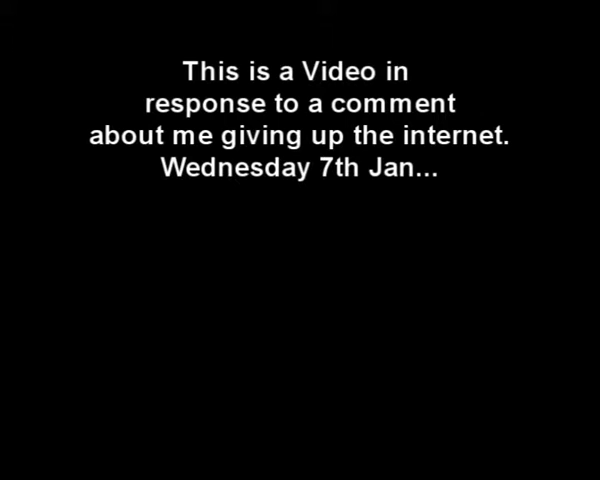 This is a Video in
response to a comment
about me giving up the internet.
Wednesday 7th Jan...